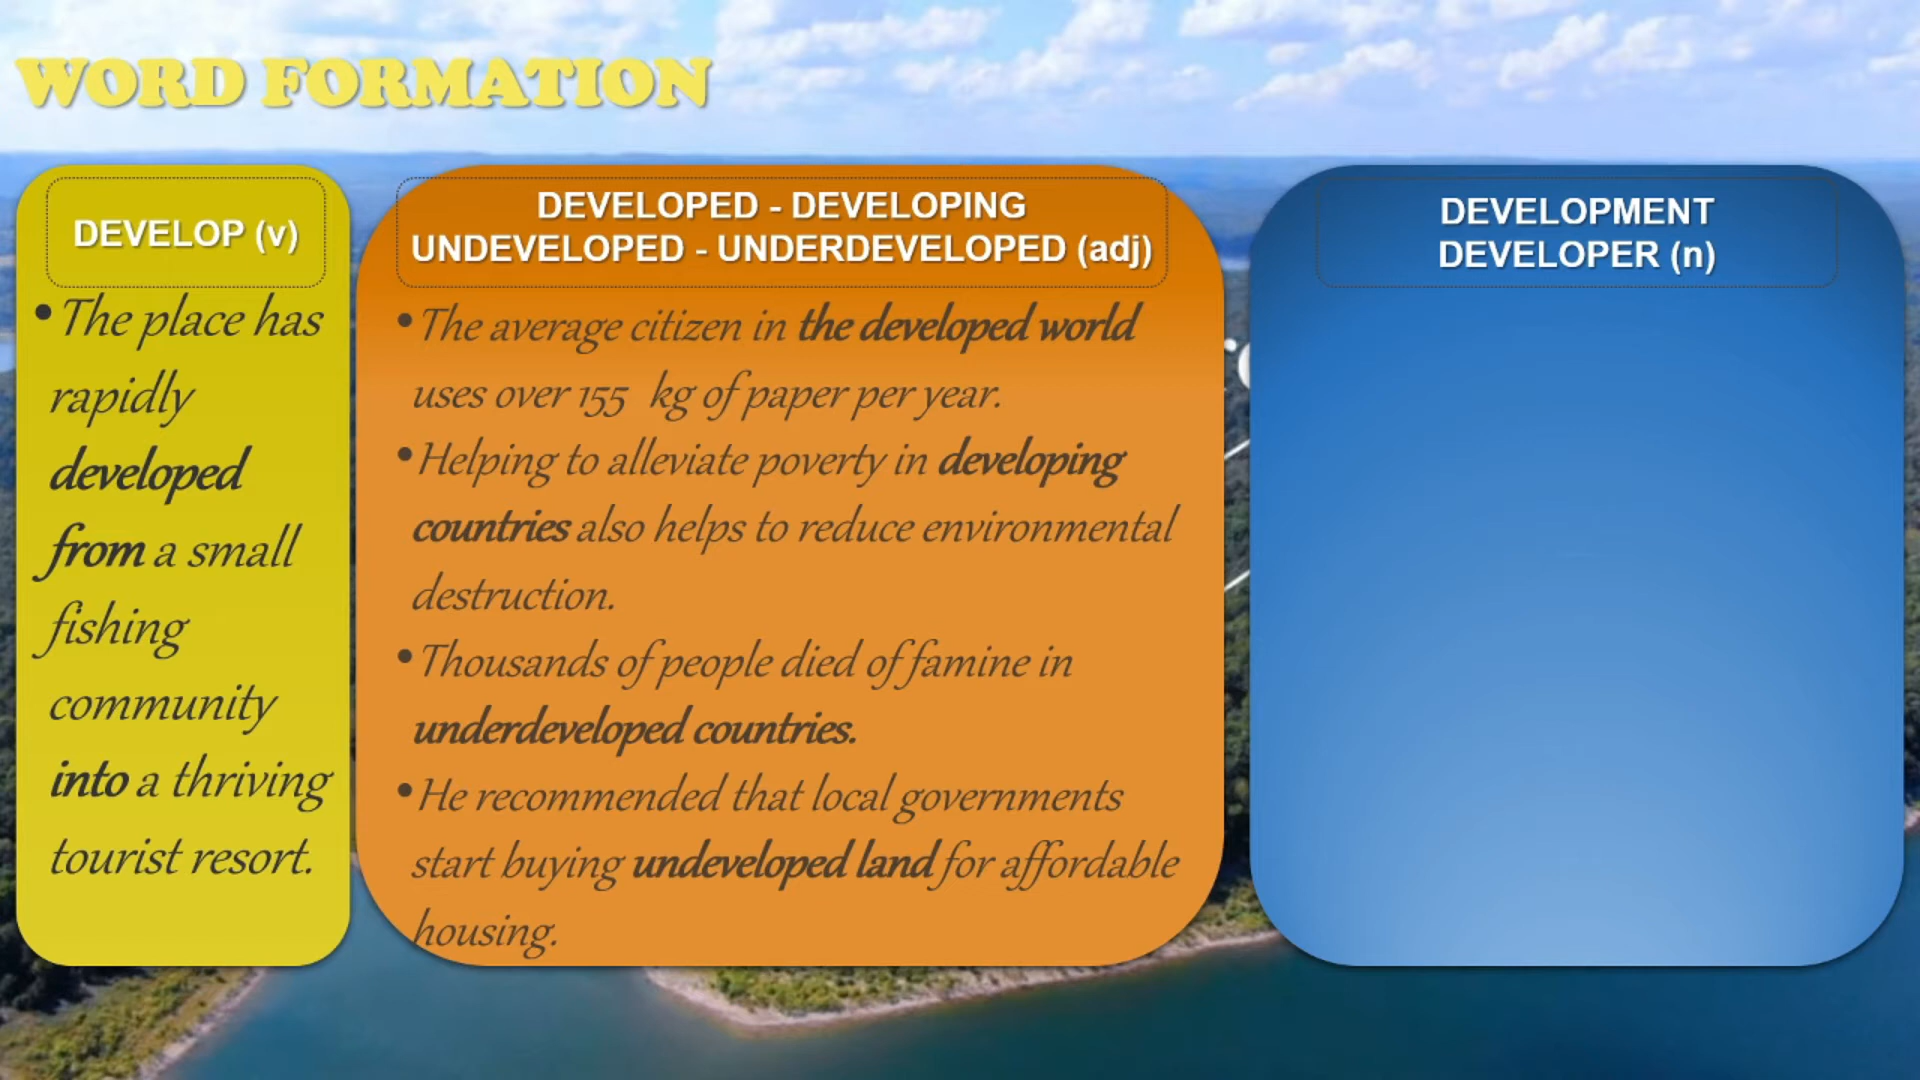 WORD FORMATION
DEVELOP (v)
• The place has
rapidly
developed
from a small
fishing
community
into a thriving
tourist resort.
DEVELOPED - DEVELOPING
UNDEVELOPED - UNDERDEVELOPED (adj)
• The average citizen in the developed world
uses over 155 kg of paper per year.
• Helping to alleviate poverty in developing
countries also helps to reduce environmental
destruction.
• Thousands of people died of famine in
underdeveloped countries.
• He recommended that local governments
start buying undeveloped land for affordable
housing.
DEVELOPMENT
DEVELOPER (n)